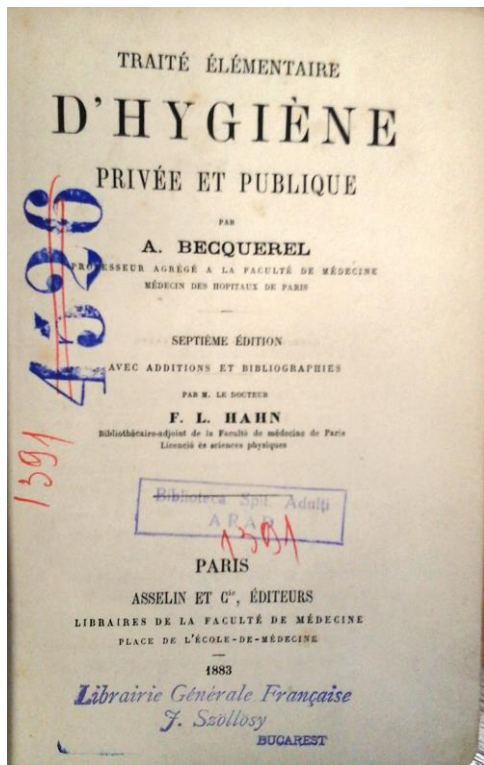 TRAITÉ ÉLÉMENTAIRE
D'HYGIÈNE
PRIVÉE ET PUBLIQUE
PAR
A. BECQUEREL
PROFESSEUR AGRÉGÉ A LA FACULTÉ DE MÉDECINE
MÉDECIN DES HOPITAUX DE PARIS
SEPTIÈME ÉDITION
AVEC ADDITIONS ET BIBLIOGRAPHIES
PAR M. LE DOCTEUR
F. L. HAHN
Bibliothécaire-adjoint de la Faculté de médecine de Paris
Licencié ès sciences physiques
4526
1391
Biblioteca Spit. Adulți
ARAD
1391
PARIS
ASSELIN ET Cie, ÉDITEURS
LIBRAIRES DE LA FACULTÉ DE MÉDECINE
PLACE DE L'ÉCOLE-DE-MÉDECINE
1883
Librairie Générale Française
J. Szöllösy
BUCAREST